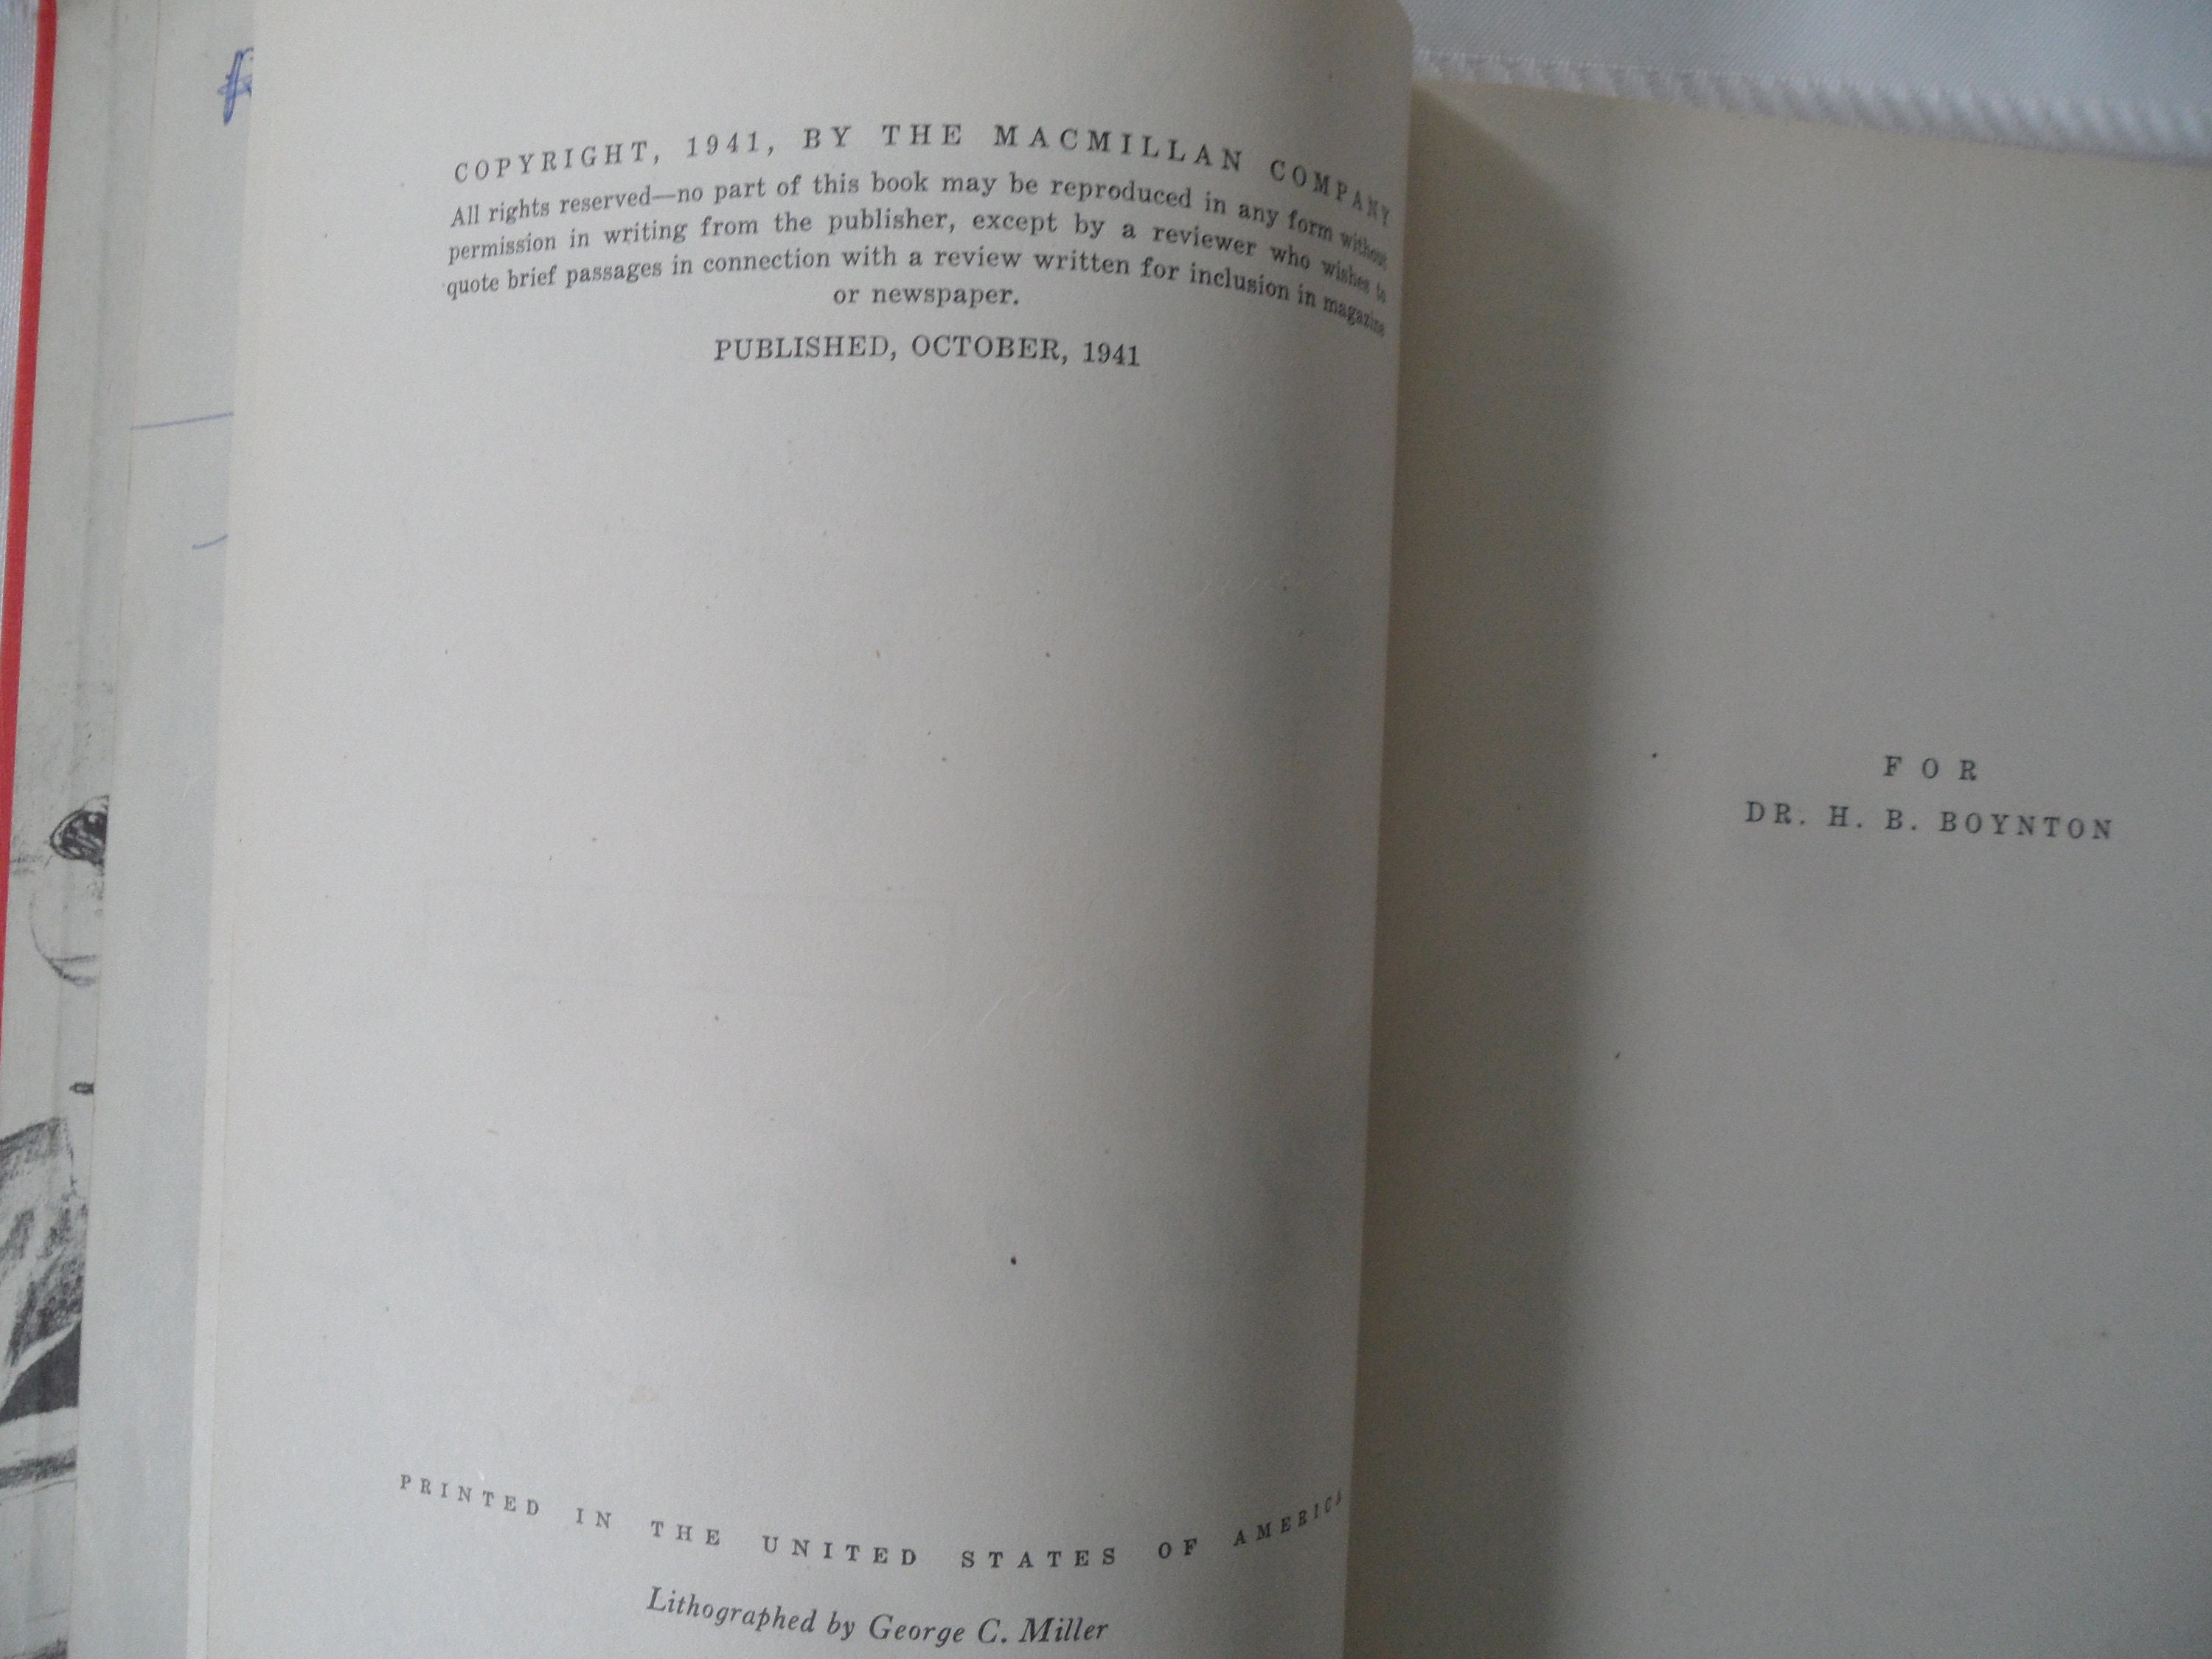 COPYRIGHT, 1941, BY THE MACMILLAN COMPANY
All rights reserved—no part of this book may be reproduced in any form without
permission in writing from the publisher, except by a reviewer who wishes to
quote brief passages in connection with a review written for inclusion in magazine
or newspaper.
PUBLISHED, OCTOBER, 1941
PRINTED IN THE UNITED STATES OF AMERICA
Lithographed by George C. Miller
FOR
DR. H. B. BOYNTON